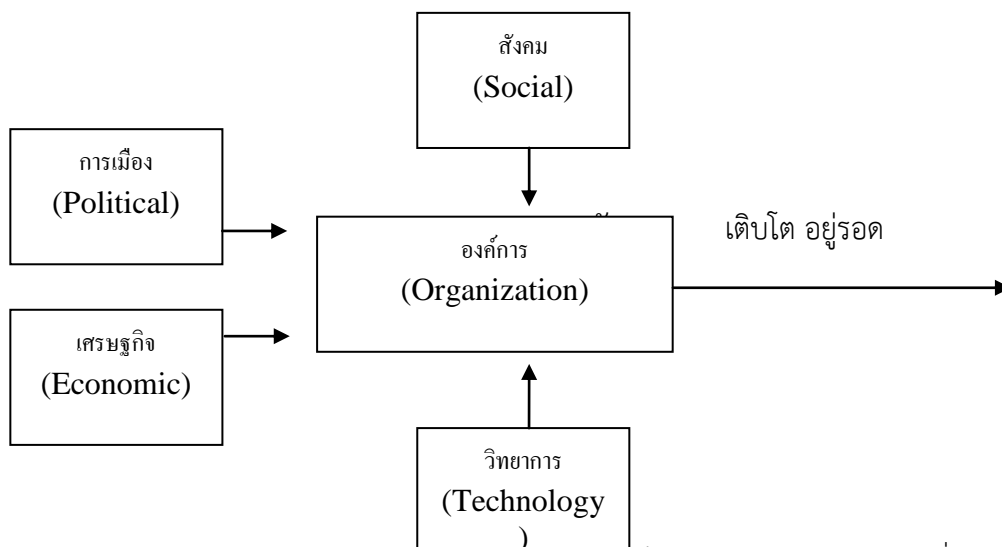 สังคม
(Social)
การเมือง
(Political)
องค์การ
(Organization)
เติบโต อยู่รอด
เศรษฐกิจ
(Economic)
วิทยาการ
(Technology
)